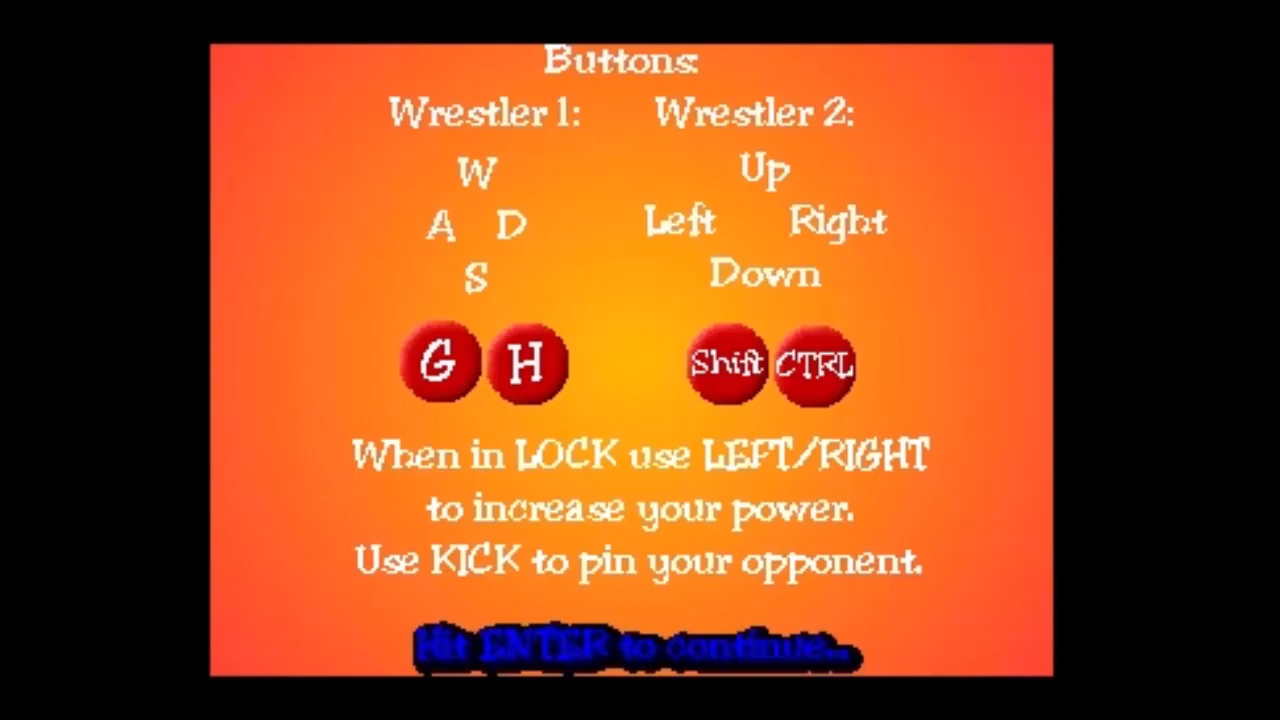 Buttons:
Wrestler 1: Wrestler 2:
W Up
A D Left Right
S Down
G H Shift CTRL
When in LOCK use LEFT/RIGHT
to increase your power.
Use KICK to pin your opponent.
Hit ENTER to continue...